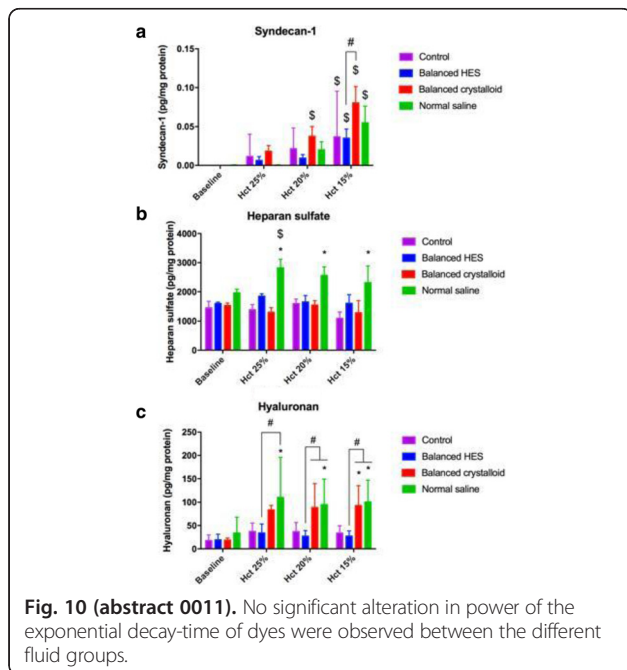 a
Syndecan-1
Syndecan-1 (pg/mg protein)
0.15
0.10
0.05
0.00
$
#
$
$
$
$
Baseline
Hct 25%
Hct 20%
Hct 15%
Control
Balanced HES
Balanced crystalloid
Normal saline
b
Heparan sulfate
Heparan sulfate (pg/mg protein)
4000
3000
2000
1000
0
$
*
*
*
Baseline
Hct 25%
Hct 20%
Hct 15%
Control
Balanced HES
Balanced crystalloid
Normal saline
c
Hyaluronan
Hyaluronan (pg/mg protein)
250
200
150
100
50
0
#
*
#
*
#
* *
Baseline
Hct 25%
Hct 20%
Hct 15%
Control
Balanced HES
Balanced crystalloid
Normal saline
Fig. 10 (abstract 0011). No significant alteration in power of the
exponential decay-time of dyes were observed between the different
fluid groups.